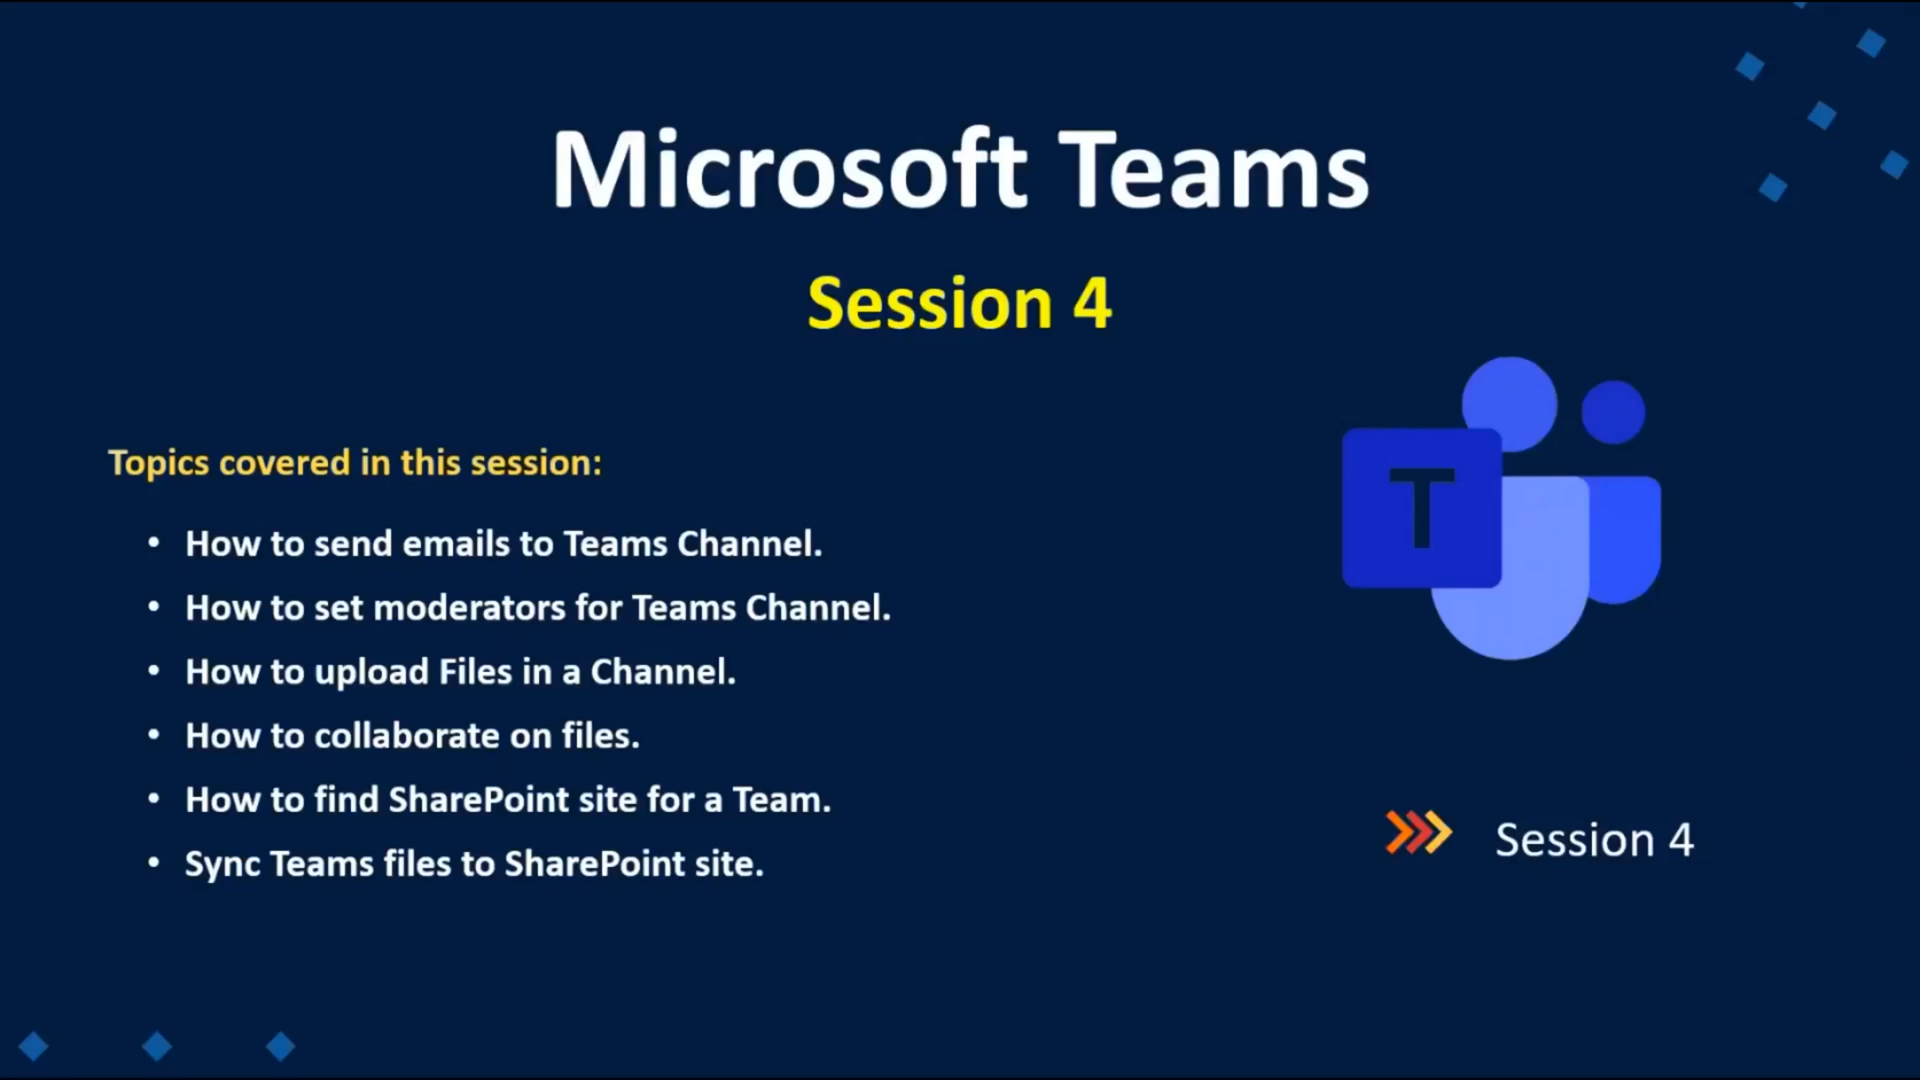 Microsoft Teams
Session 4
Topics covered in this session:
• How to send emails to Teams Channel.
• How to set moderators for Teams Channel.
• How to upload Files in a Channel.
• How to collaborate on files.
• How to find SharePoint site for a Team.
• Sync Teams files to SharePoint site.
T
Session 4